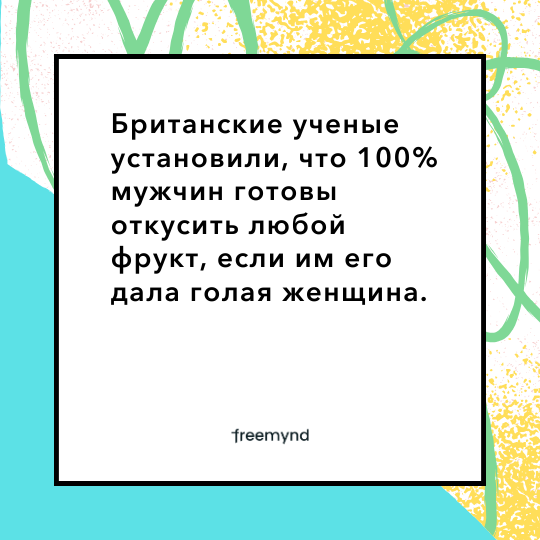 Британские ученые
установили, что 100%
мужчин готовы
откусить любой
фрукт, если им его
дала голая женщина.
freemynd